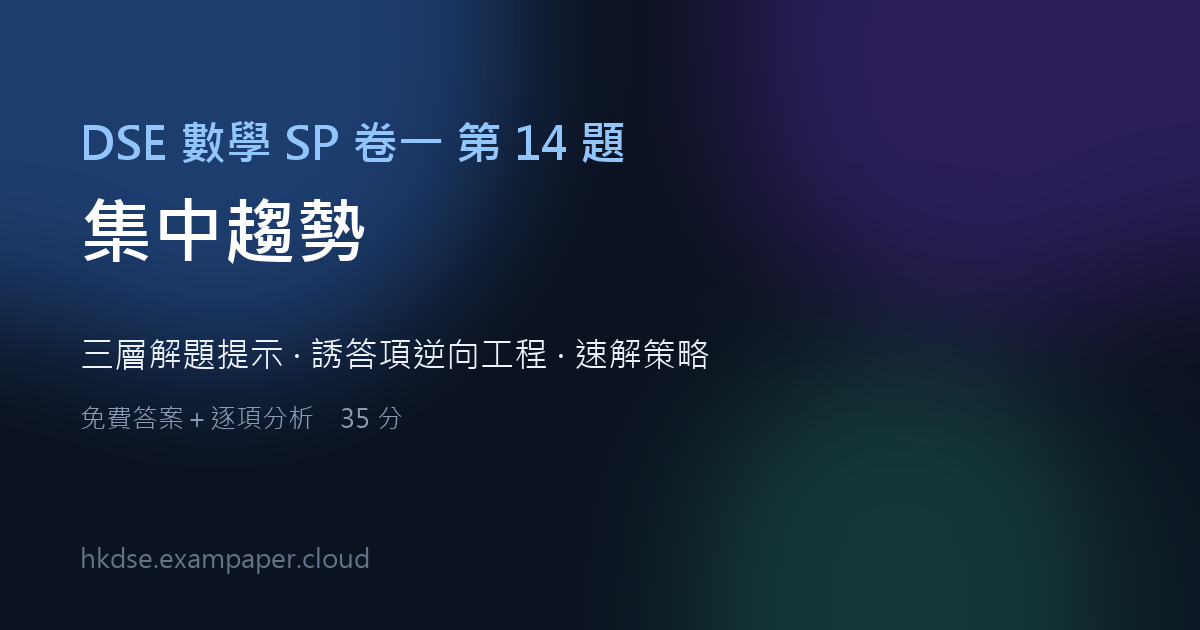 DSE 數學 SP 卷一 第 14 題
集中趨勢
三層解題提示 · 誘答項逆向工程 · 速解策略
免費答案 + 逐項分析　35 分
hkdse.exampaper.cloud